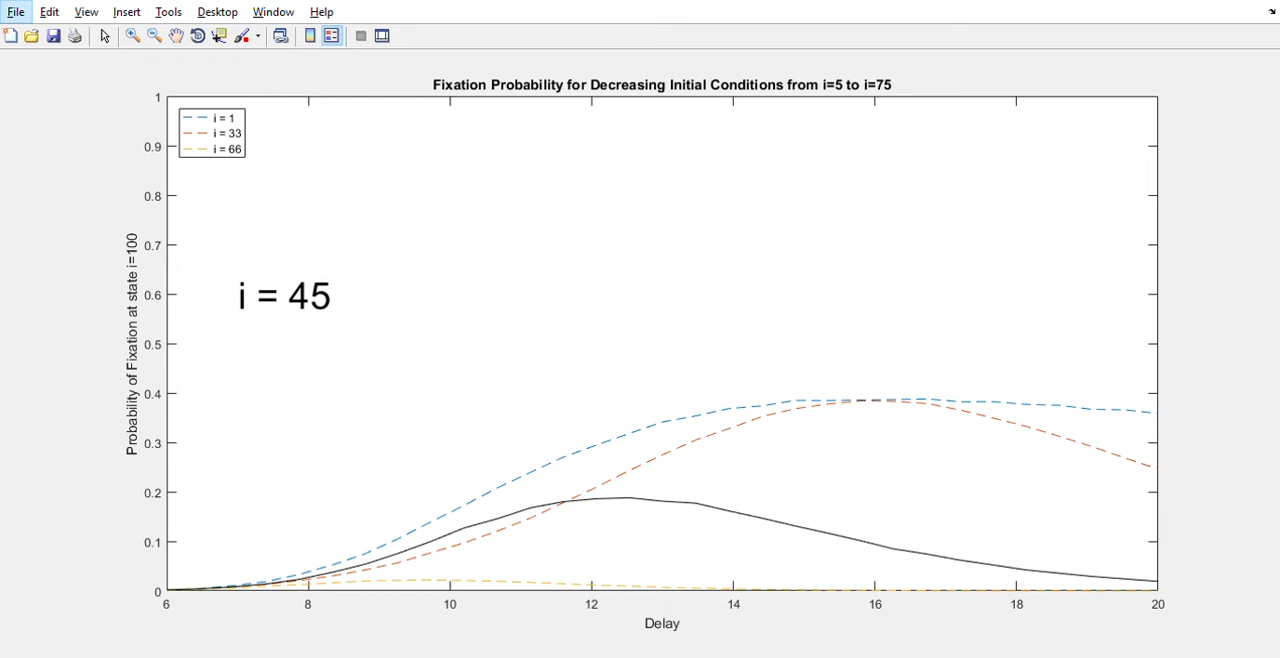 File Edit View Insert Tools Desktop Window Help
Fixation Probability for Decreasing Initial Conditions from i=5 to i=75
i = 1
i = 33
i = 66
i = 45
Probability of Fixation at state i=100
1
0.9
0.8
0.7
0.6
0.5
0.4
0.3
0.2
0.1
0
6 8 10 12 14 16 18 20
Delay